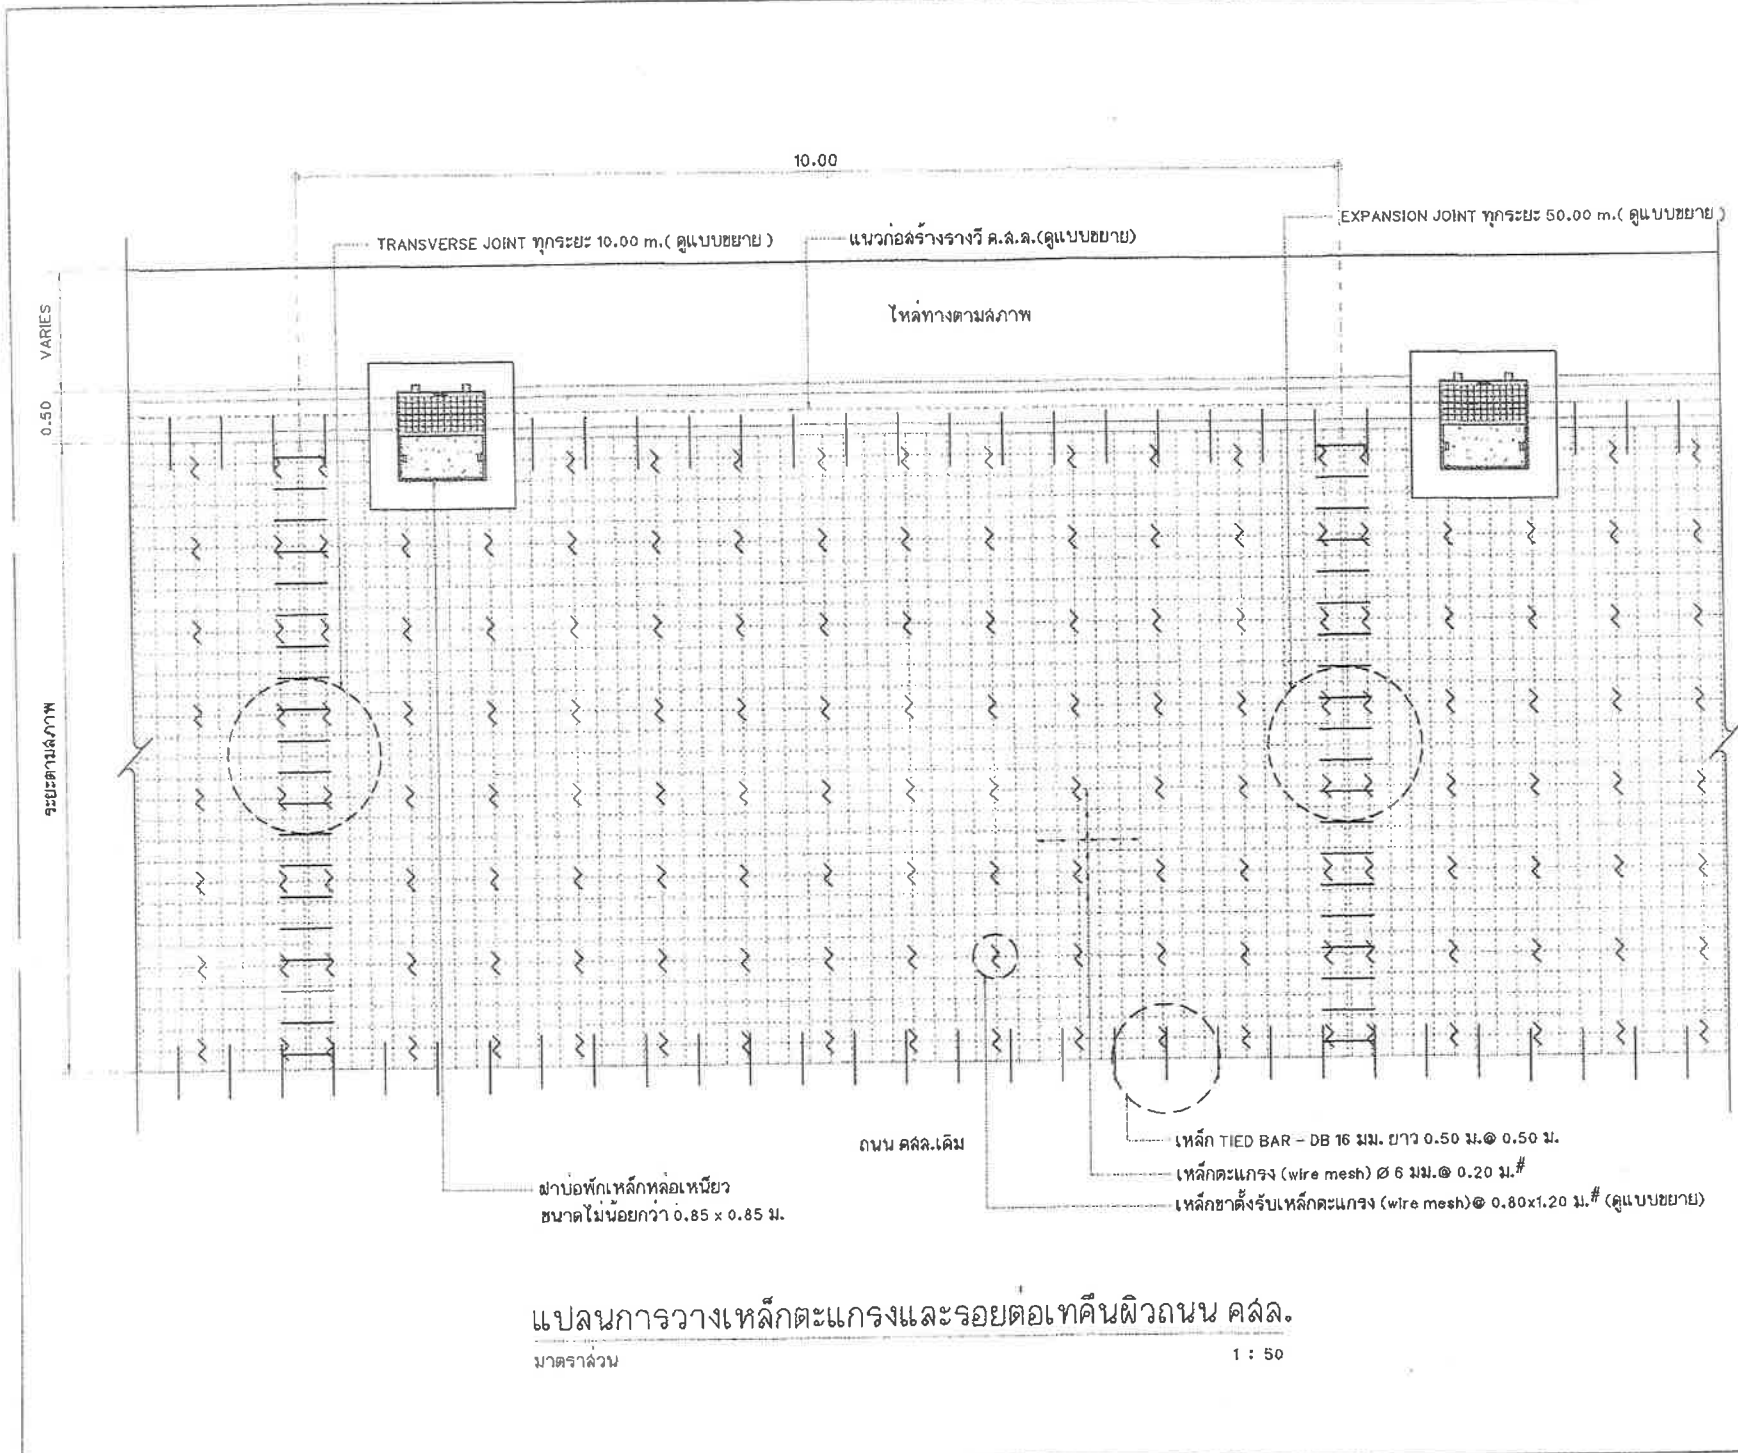 10.00
EXPANSION JOINT ทุกระยะ 50.00 m.( ดูแบบขยาย )
TRANSVERSE JOINT ทุกระยะ 10.00 m.( ดูแบบขยาย )
แนวก่อสร้างรางวี ค.ส.ล.(ดูแบบขยาย)
ไหล่ทางตามสภาพ
VARIES
0.50
ระยะตามสภาพ
ถนน คสล.เดิม
เหล็ก TIED BAR - DB 16 มม. ยาว 0.50 ม.@ 0.50 ม.
เหล็กตะแกรง (wire mesh) Ø 6 มม.@ 0.20 ม.#
เหล็กขาตั้งรับเหล็กตะแกรง (wire mesh)@ 0.80x1.20 ม.# (ดูแบบขยาย)
ฝาบ่อพักเหล็กหล่อเหนียว
ขนาดไม่น้อยกว่า 0.85 x 0.85 ม.
แปลนการวางเหล็กตะแกรงและรอยต่อเทคืนผิวถนน คสล.
มาตราส่วน 1 : 50